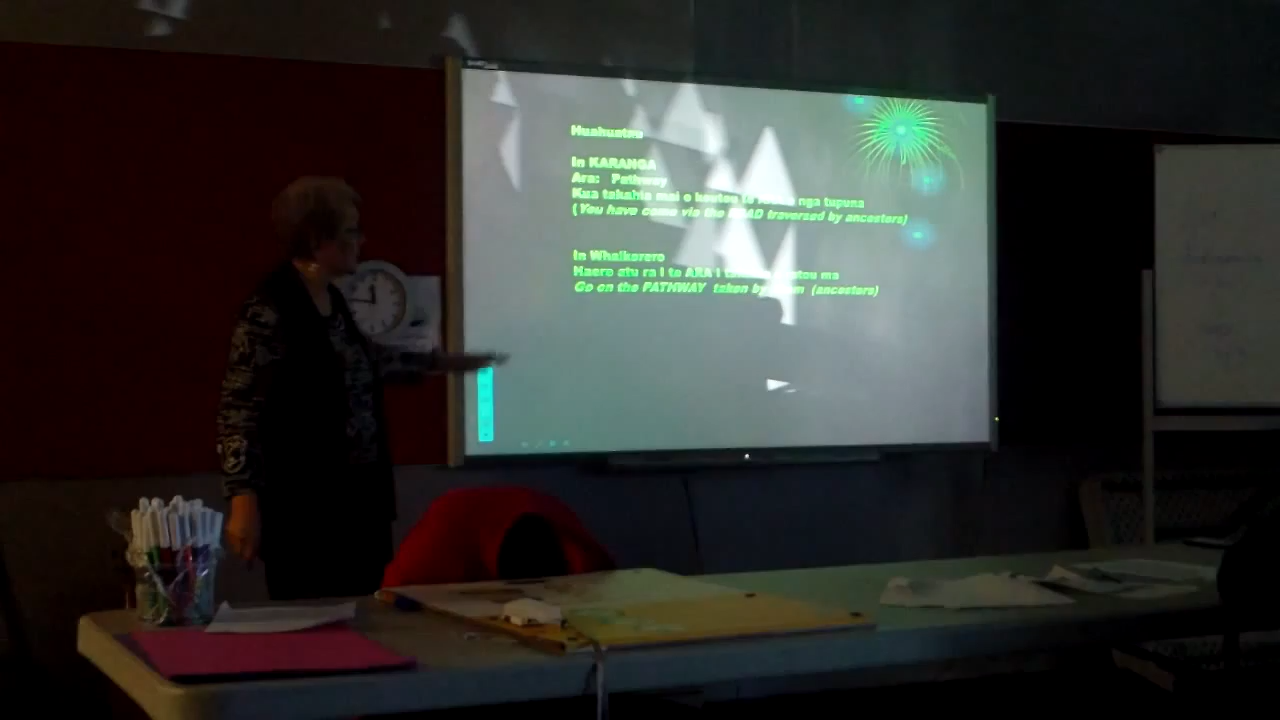 In KARANGA
Ara: Pathway
Kua takahia mai e koutou te nga tupuna
(You have come via the ROAD traversed by ancestors)
In Whaikorero
Haere atu ra i te ARA i ma
Go on the PATHWAY taken by (ancestors)